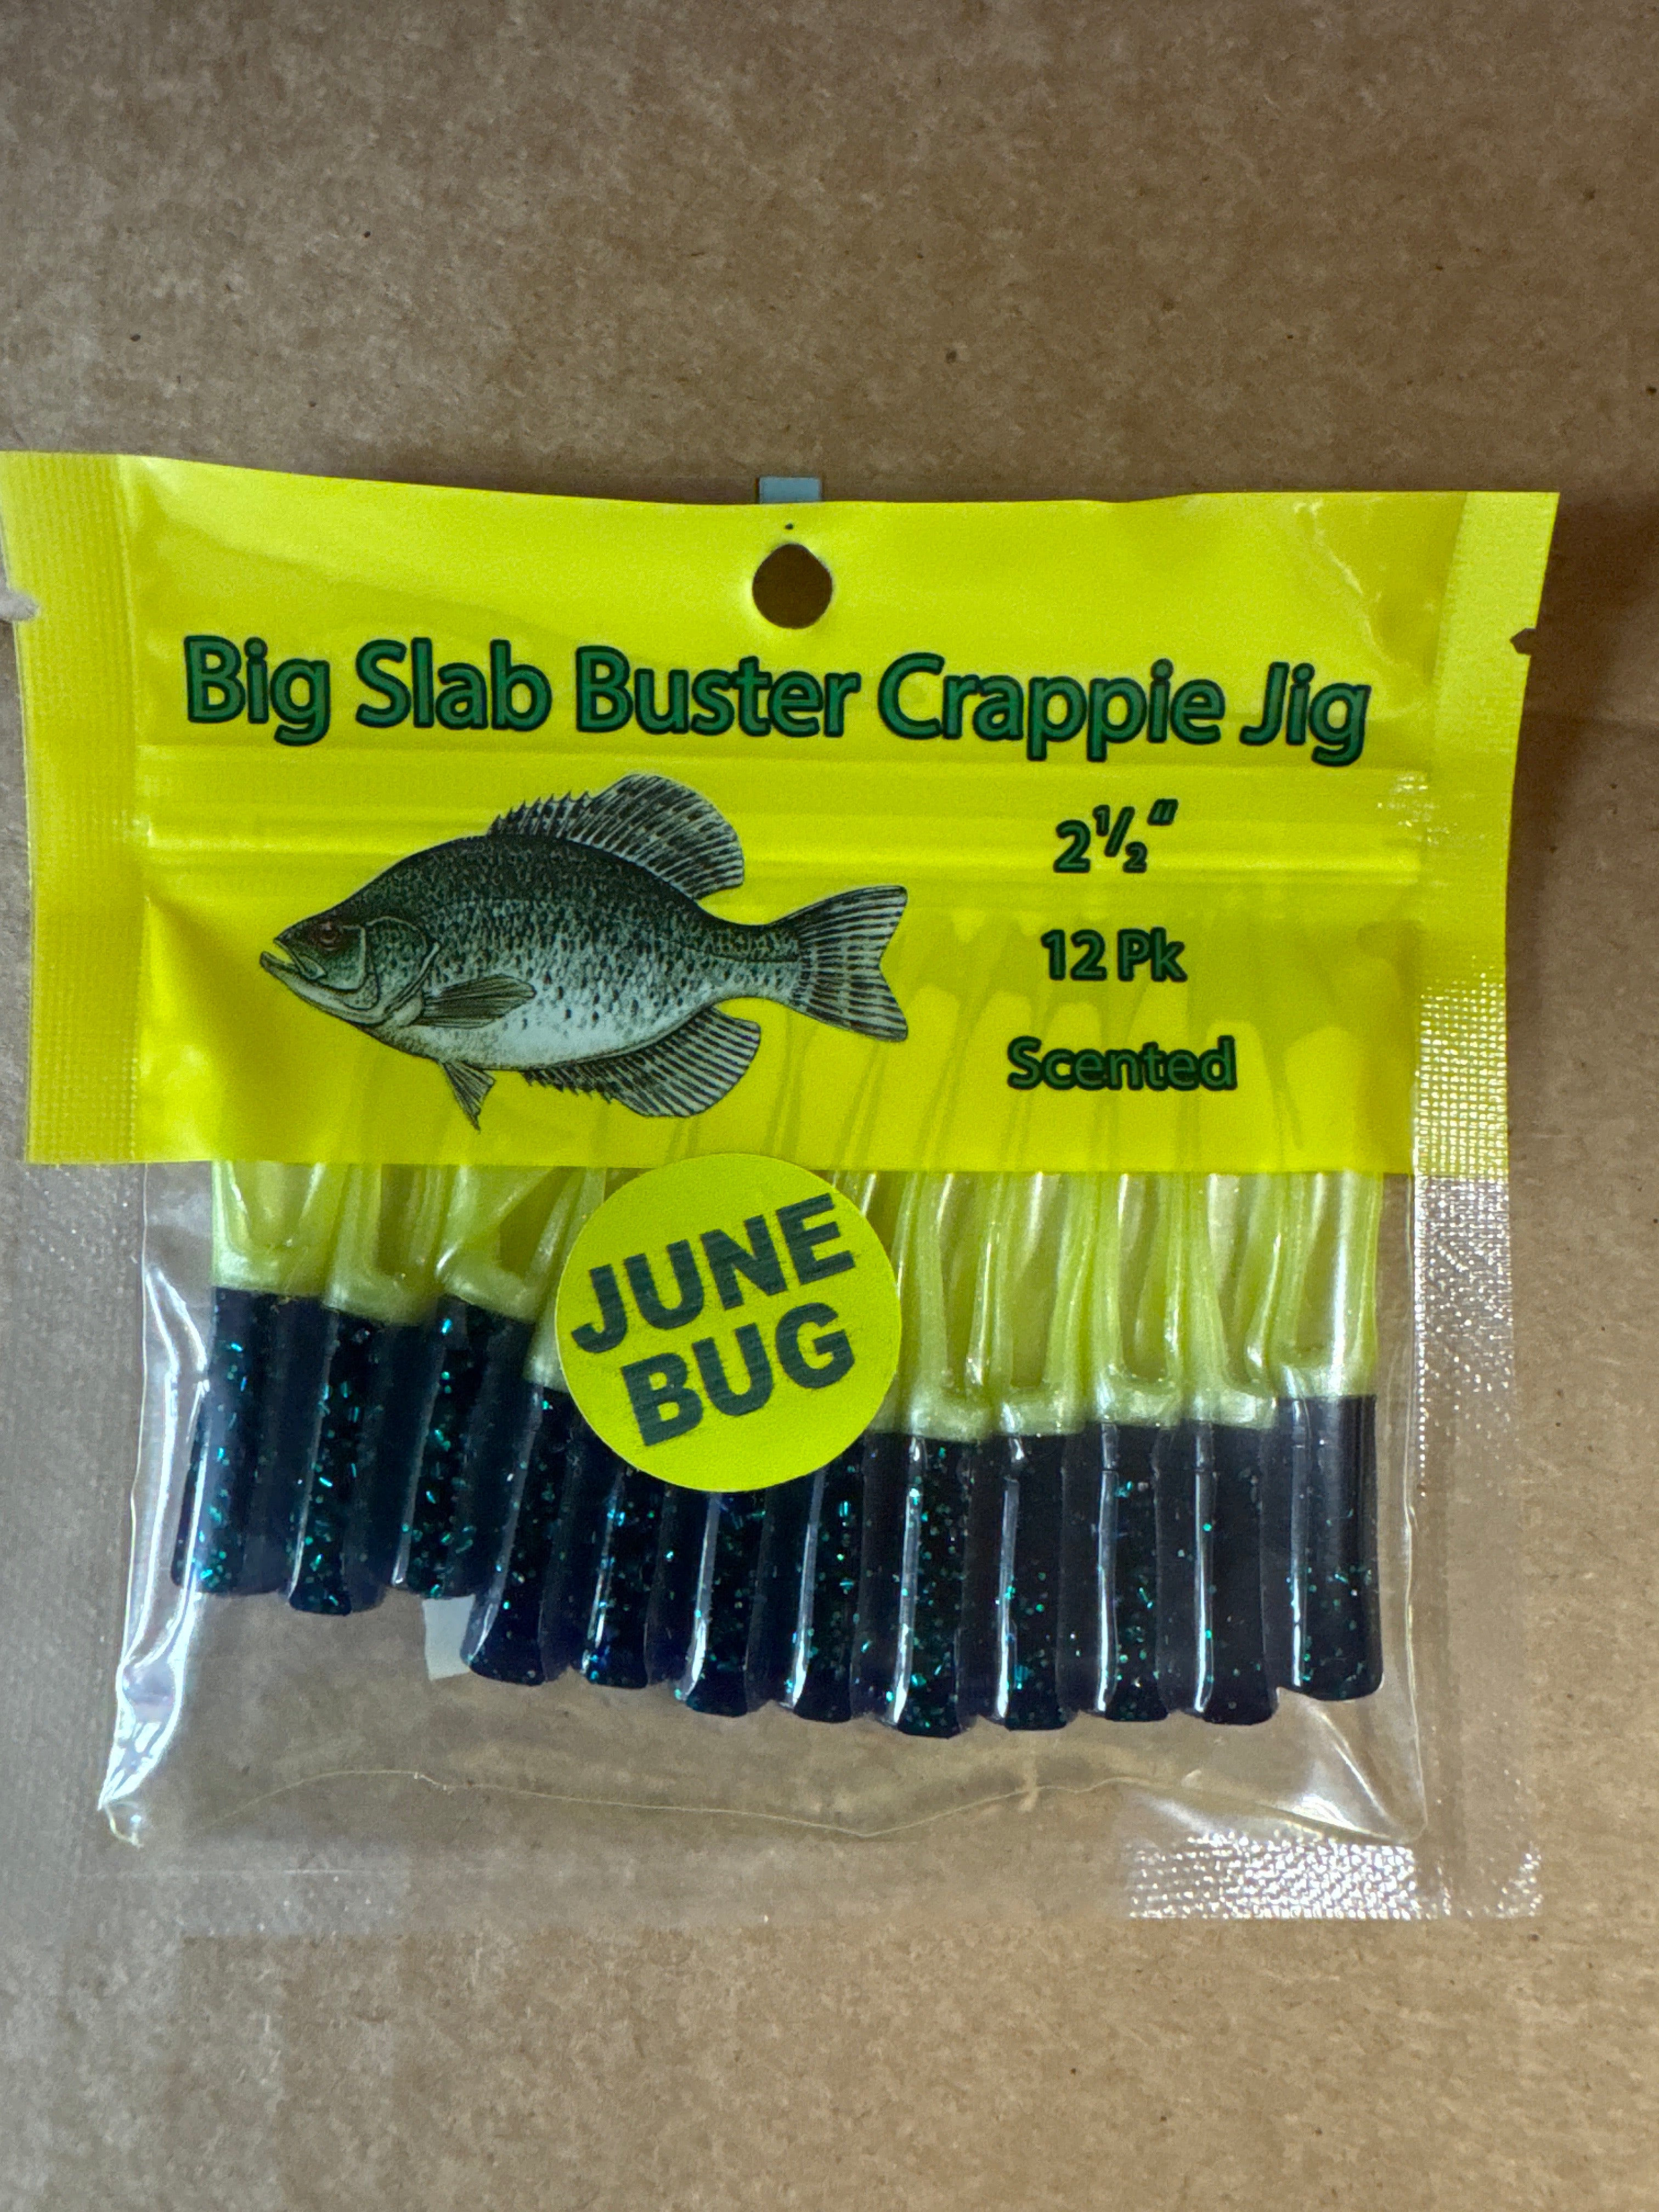 Big Slab Buster Crappie Jig
2½"
12 Pk
Scented
JUNE
BUG